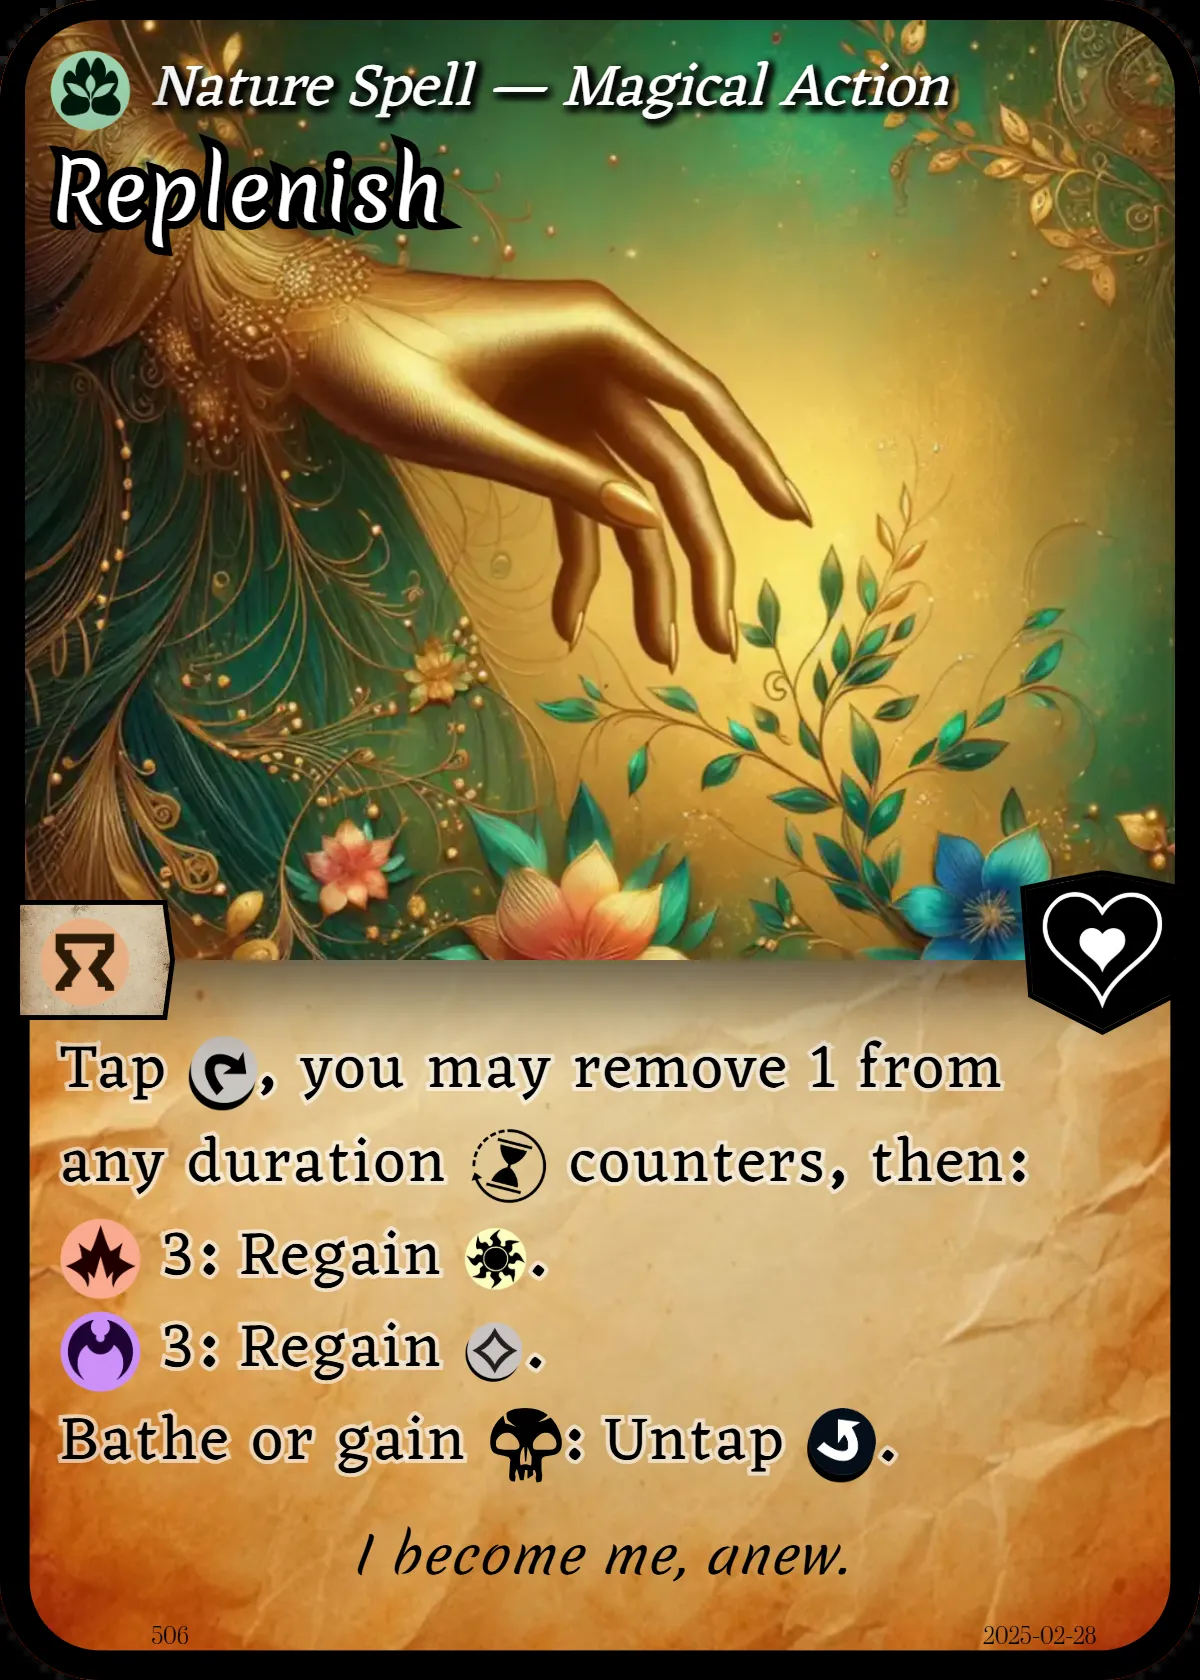 Nature Spell — Magical Action
Replenish
Tap , you may remove 1 from
any duration counters, then:
3: Regain .
3: Regain .
Bathe or gain : Untap .
I become me, anew.
506
2025-02-28